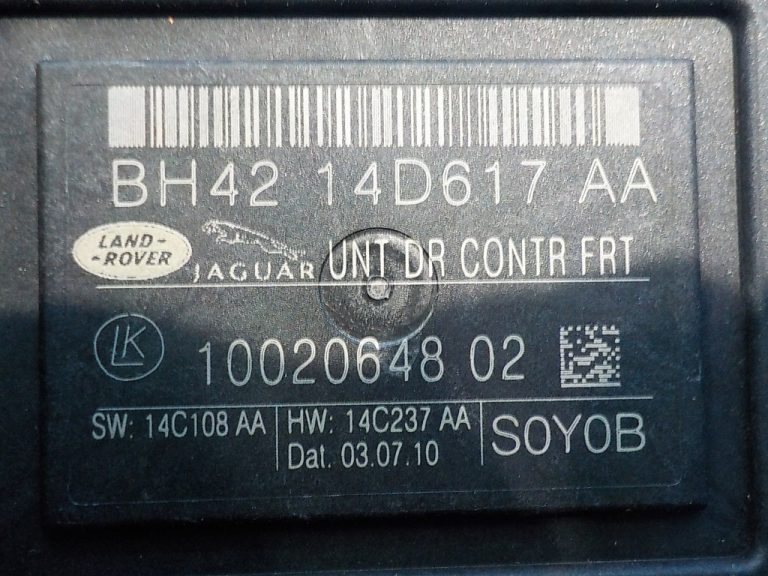 BH42 14D617 AA
LAND-
-ROVER
JAGUAR
UNT DR CONTR FRT
LK
10020648 02
SW: 14C108 AA
HW: 14C237 AA
Dat. 03.07.10
SOYOB